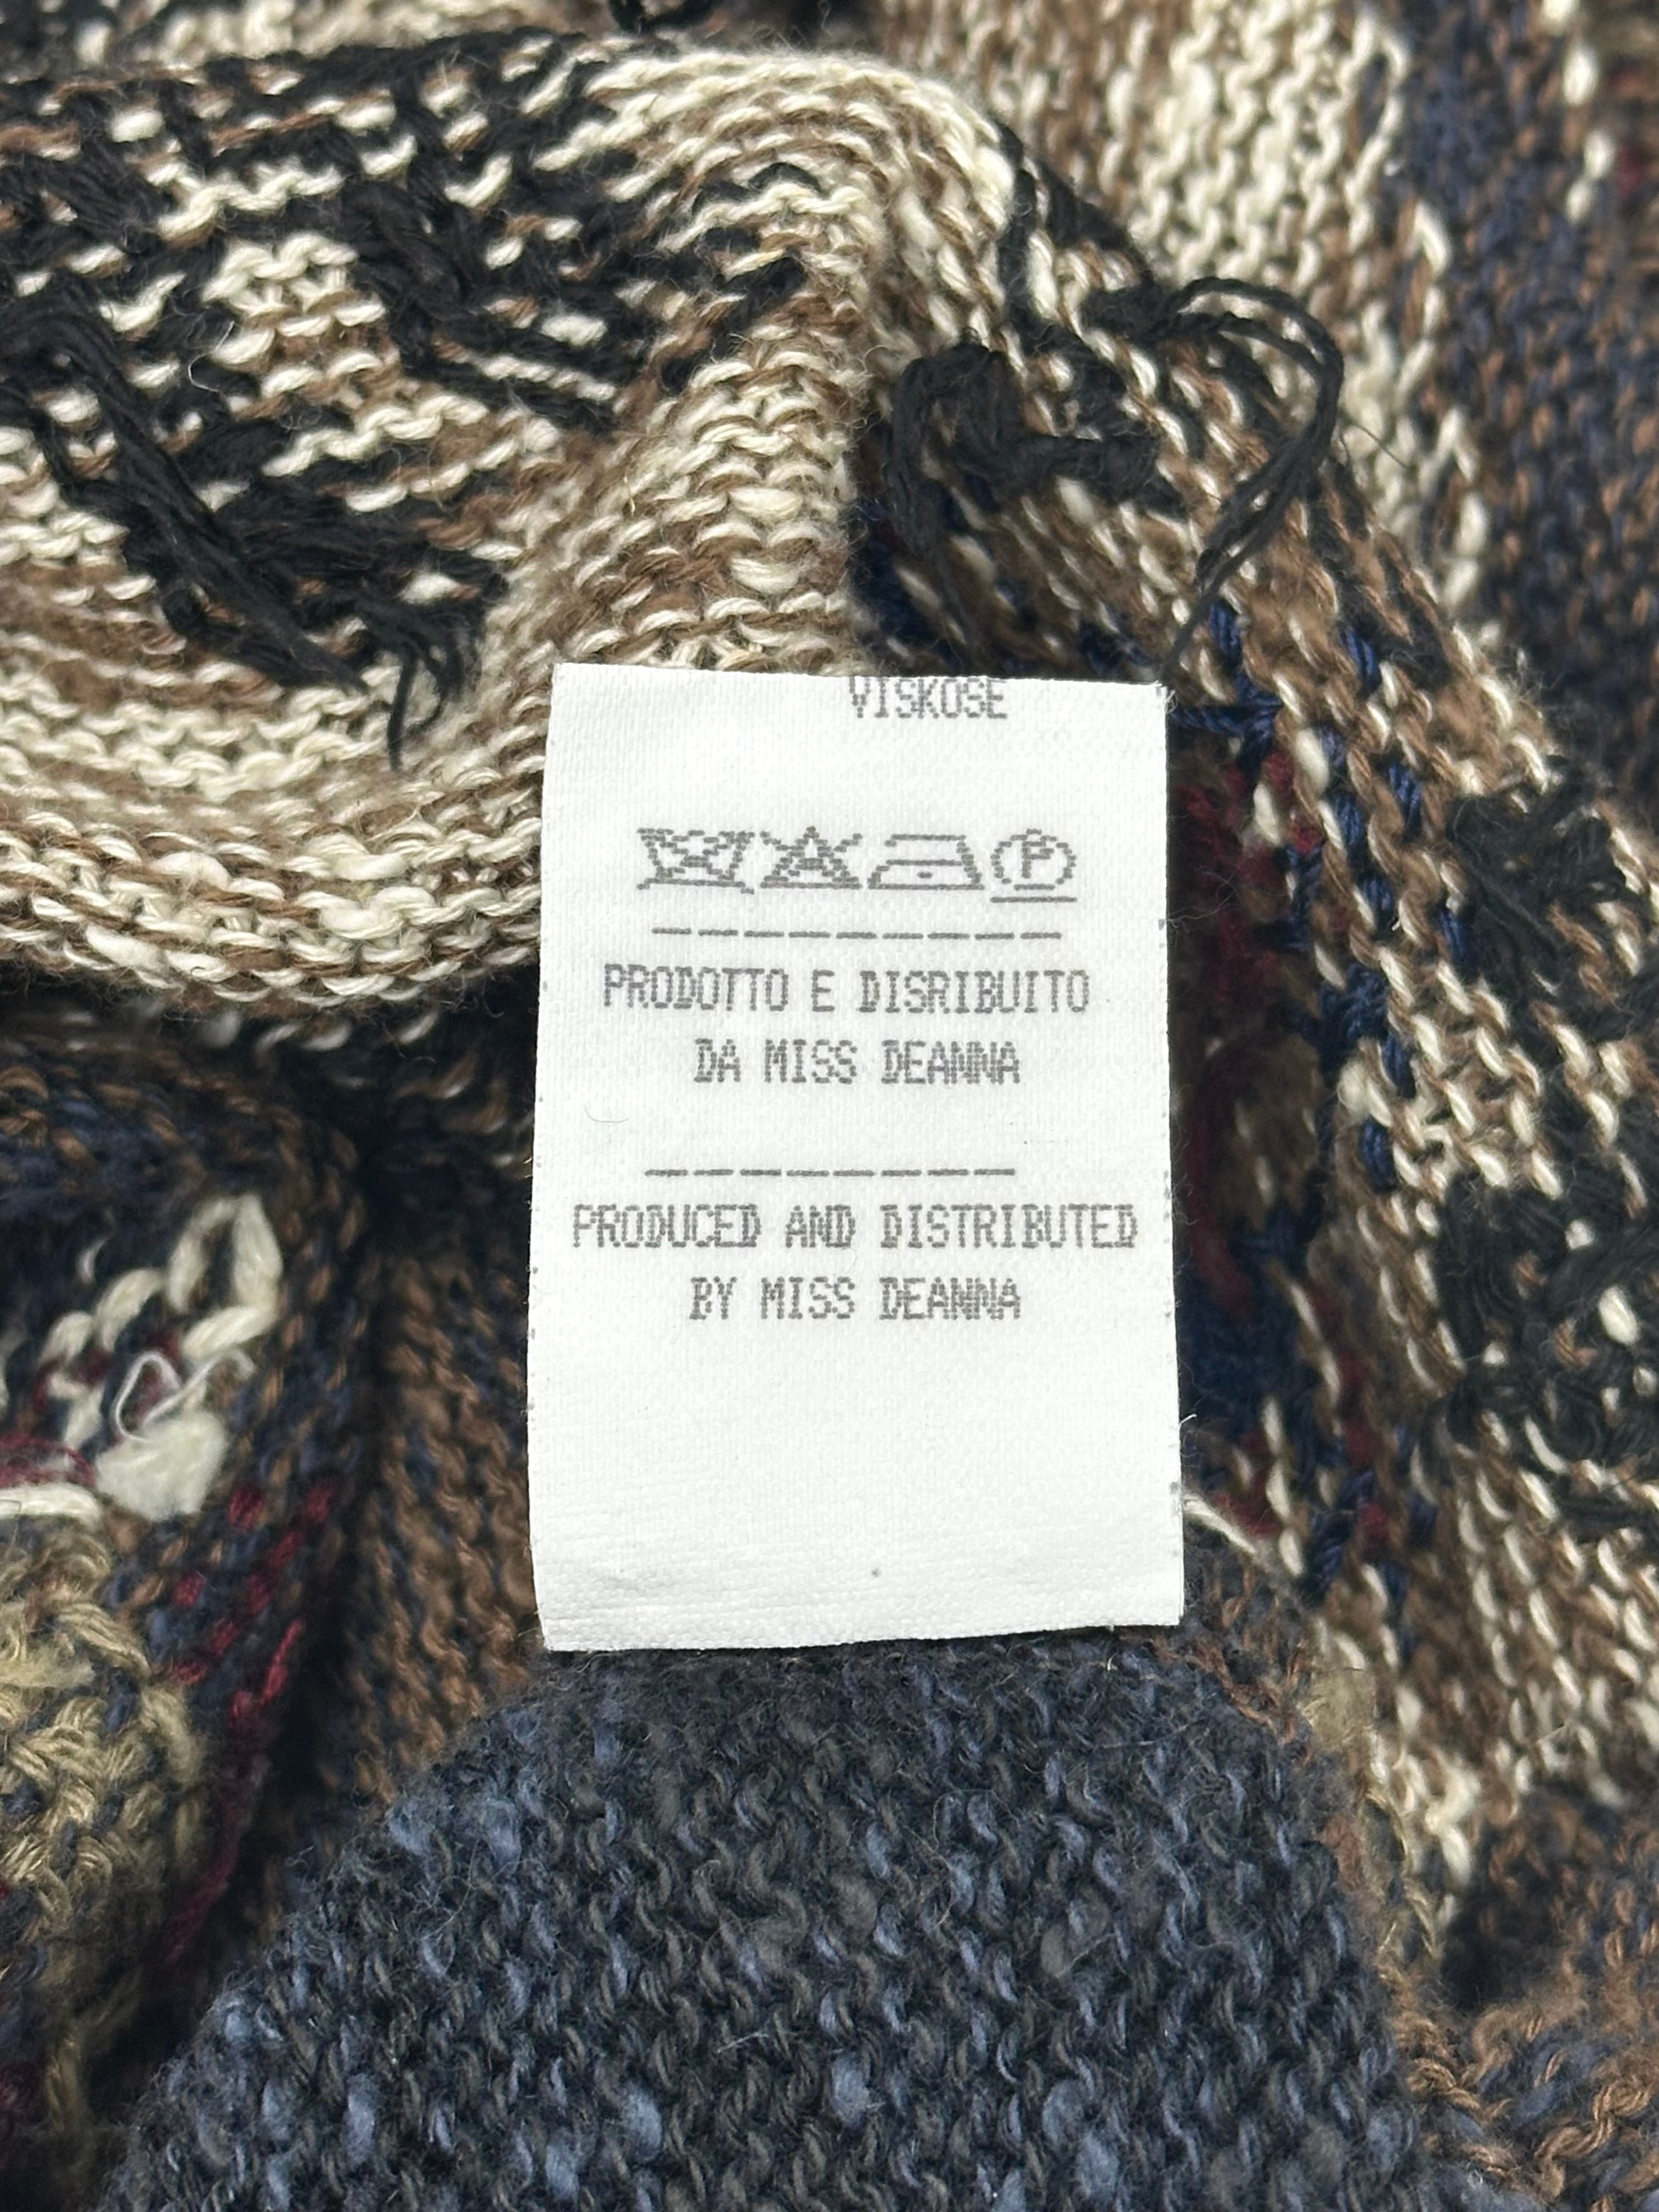 VISKOSE
P
PRODOTTO E DISRIBUITO
DA MISS DEANNA
PRODUCED AND DISTRIBUTED
BY MISS DEANNA